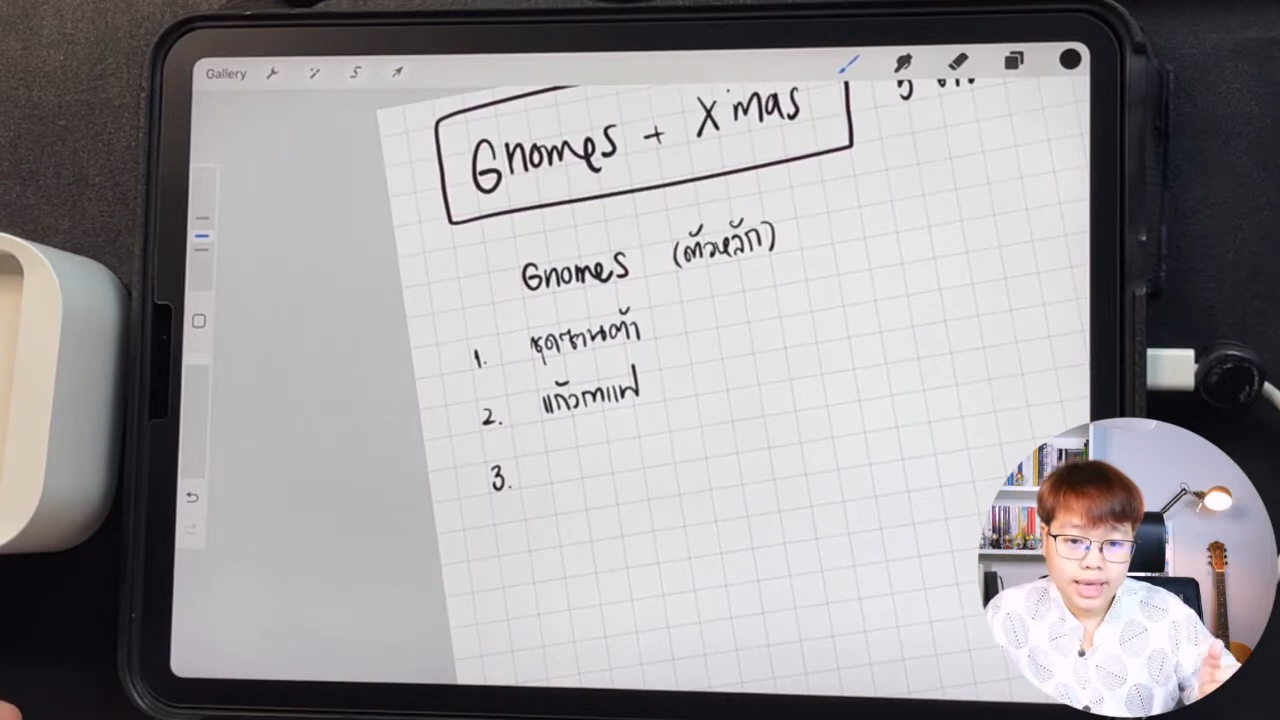 Gallery
Gnomes + X'mas
Gnomes (ตัวหลัก)
1. ชุดซานต้า
2. แก้วกาแฟ
3.